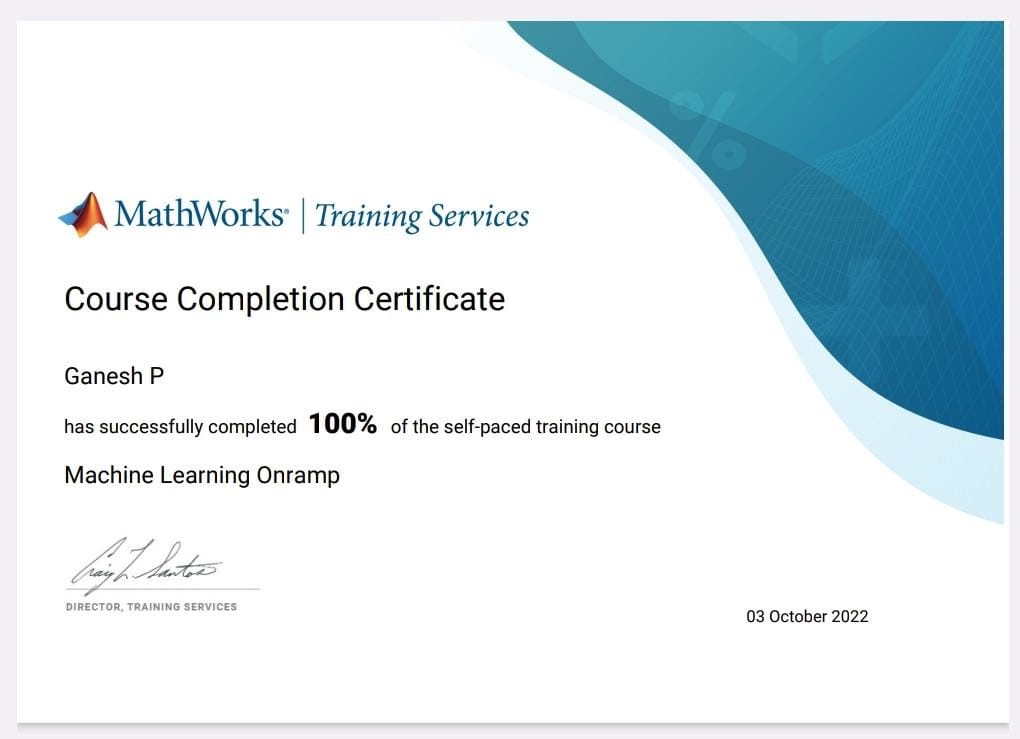 MathWorks® | Training Services
Course Completion Certificate
Ganesh P
has successfully completed 100% of the self-paced training course
Machine Learning Onramp
Craig L. Santos
DIRECTOR, TRAINING SERVICES
03 October 2022
%